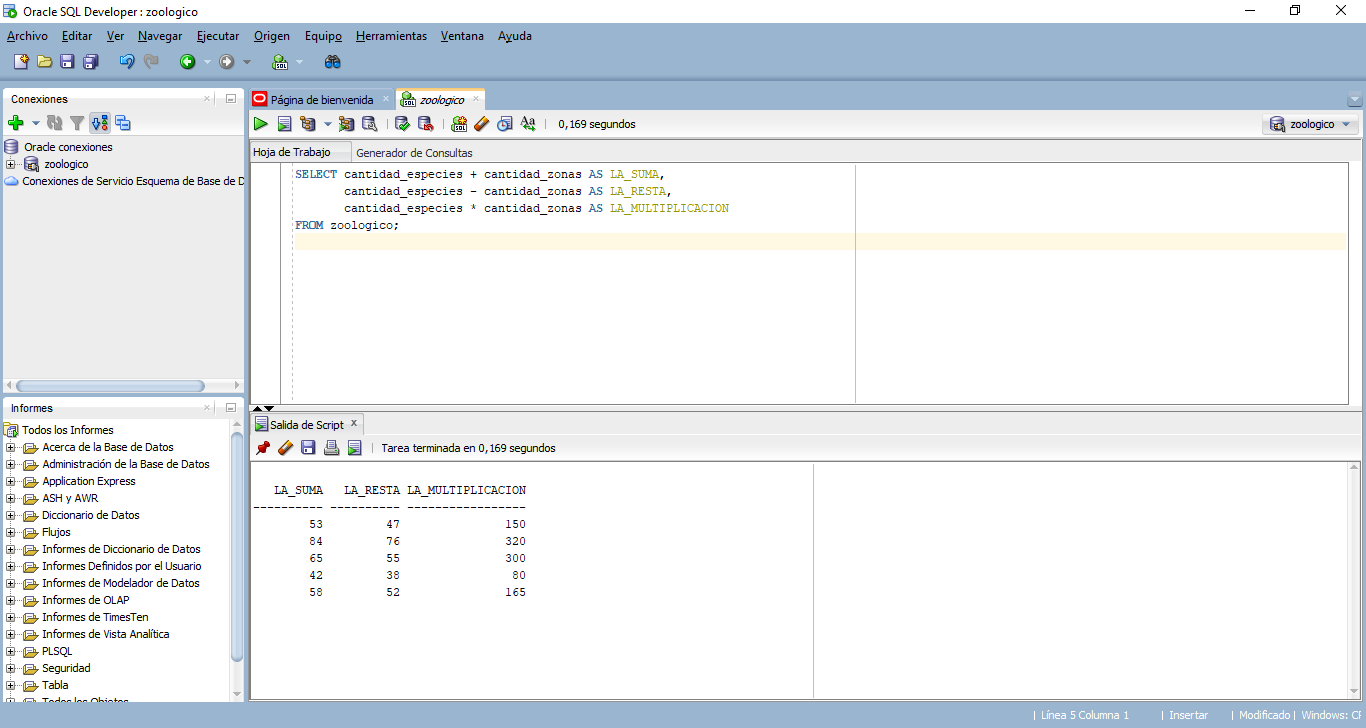 Oracle SQL Developer : zoologico
Archivo Editar Ver Navegar Ejecutar Origen Equipo Herramientas Ventana Ayuda
Conexiones
Oracle conexiones
zoologico
Conexiones de Servicio Esquema de Base de D
Página de bienvenida
zoologico
0,169 segundos
zoologico
Hoja de Trabajo
Generador de Consultas
SELECT cantidad_especies + cantidad_zonas AS LA_SUMA,
cantidad_especies - cantidad_zonas AS LA_RESTA,
cantidad_especies * cantidad_zonas AS LA_MULTIPLICACION
FROM zoologico;
Informes
Todos los Informes
Acerca de la Base de Datos
Administración de la Base de Datos
Application Express
ASH y AWR
Diccionario de Datos
Flujos
Informes de Diccionario de Datos
Informes Definidos por el Usuario
Informes de Modelador de Datos
Informes de OLAP
Informes de TimesTen
Informes de Vista Analítica
PLSQL
Seguridad
Tabla
Todos los Objetos
Salida de Script
Tarea terminada en 0,169 segundos
LA_SUMA LA_RESTA LA_MULTIPLICACION
---------- ---------- -----------------
53 47 150
84 76 320
65 55 300
42 38 80
58 52 165
| Línea 5 Columna 1 | Insertar | Modificado | Windows: CF